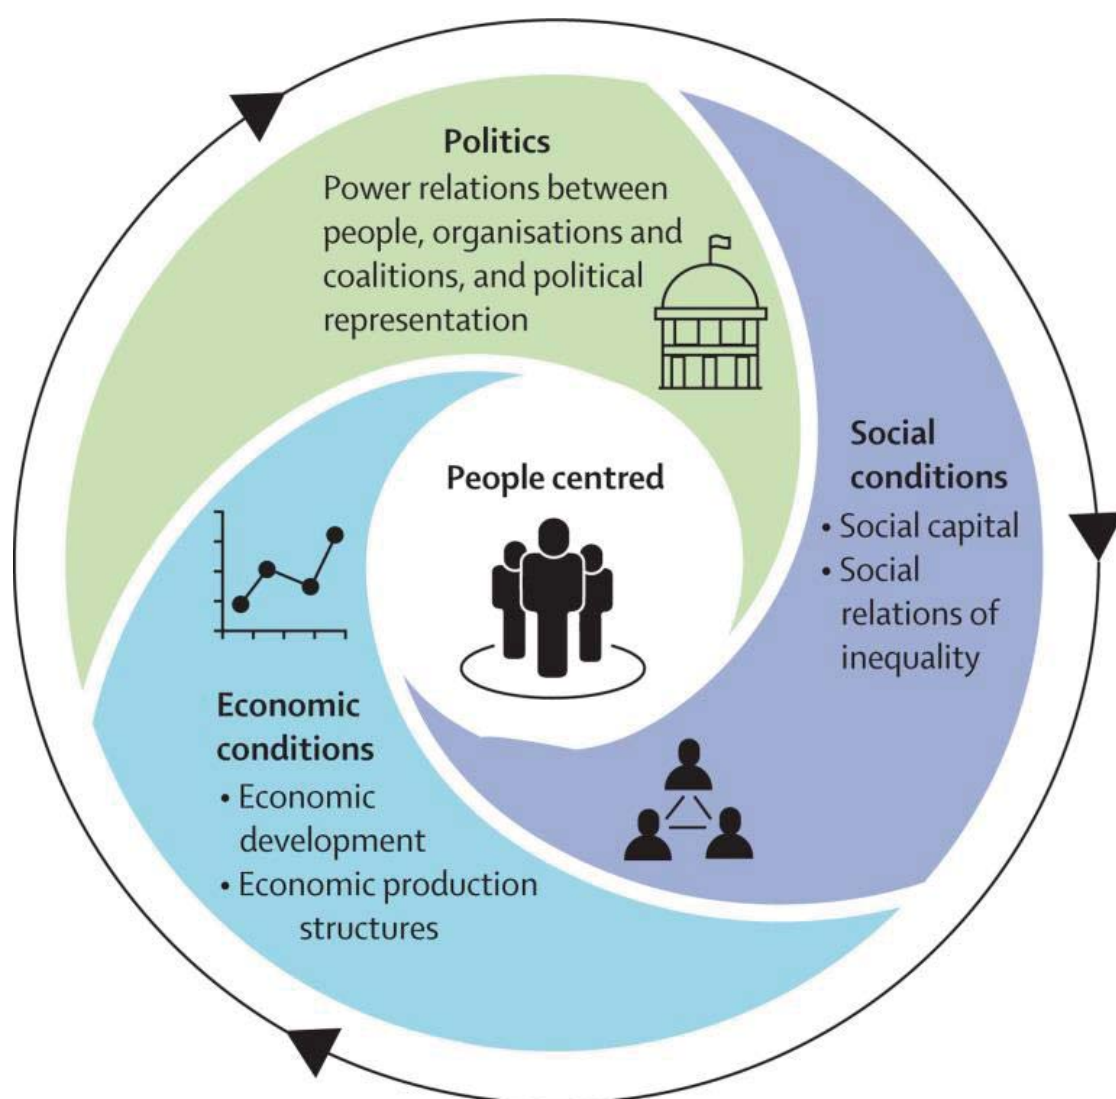 Politics
Power relations between
people, organisations and
coalitions, and political
representation
People centred
Social
conditions
• Social capital
• Social
relations of
inequality
Economic
conditions
• Economic
development
• Economic production
structures